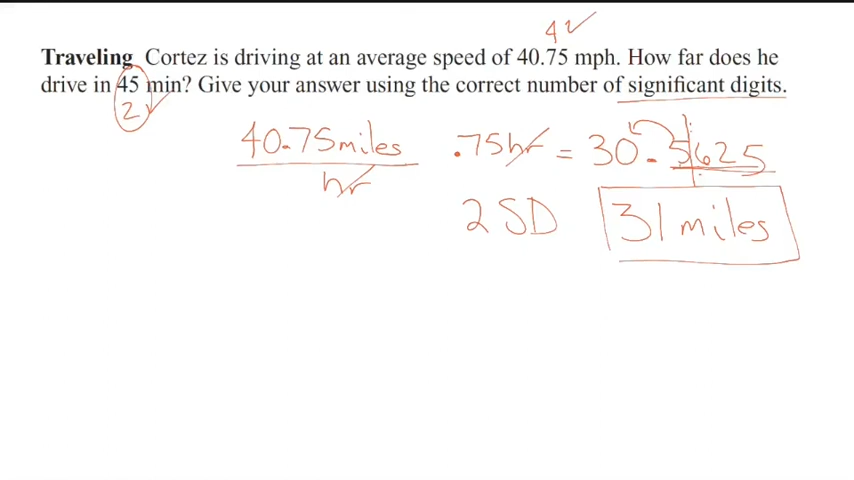 4
Traveling Cortez is driving at an average speed of 40.75 mph. How far does he
drive in 45 min? Give your answer using the correct number of significant digits.
2
40.75 miles .75 hr = 30.5625
hr
2 SD 31 miles